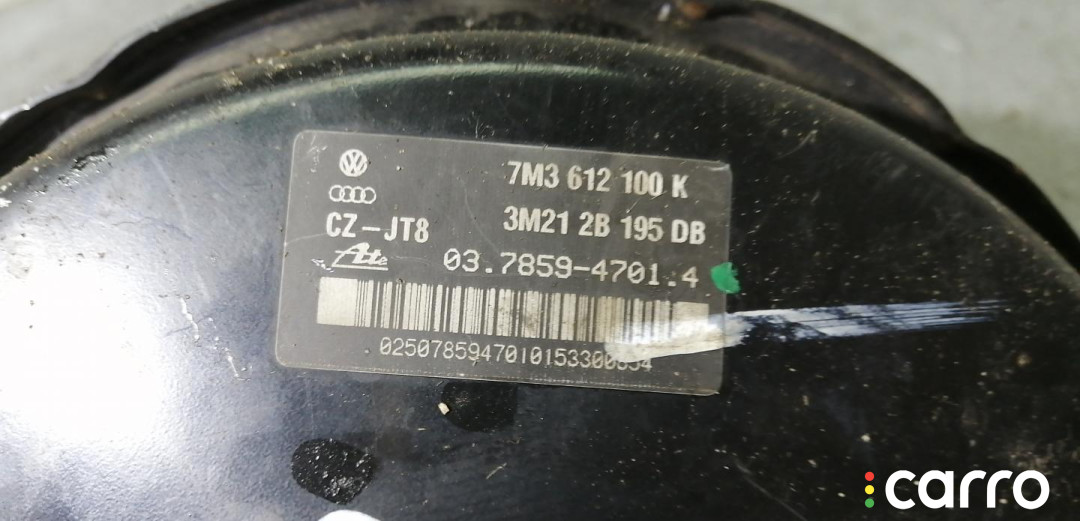 7M3 612 100 K
3M21 2B 195 DB
CZ-JT8
Ate
03.7859-4701.4
carro